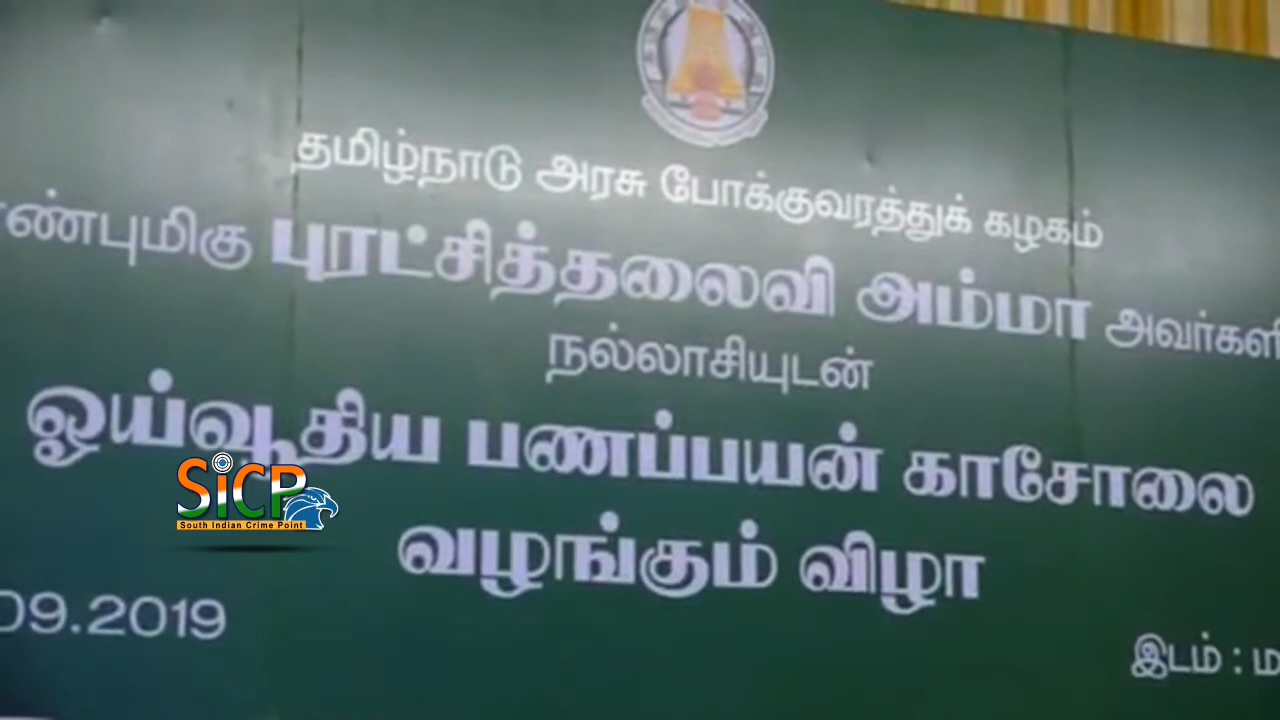 தமிழ்நாடு அரசு போக்குவரத்துக் கழகம்
ண்புமிகு புரட்சித்தலைவி அம்மா அவர்களி
நல்லாசியுடன்
ஓய்வூதிய பணப்பயன் காசோலை
வழங்கும் விழா
SiCP
South Indian Crime Point
09.2019
இடம் : ம